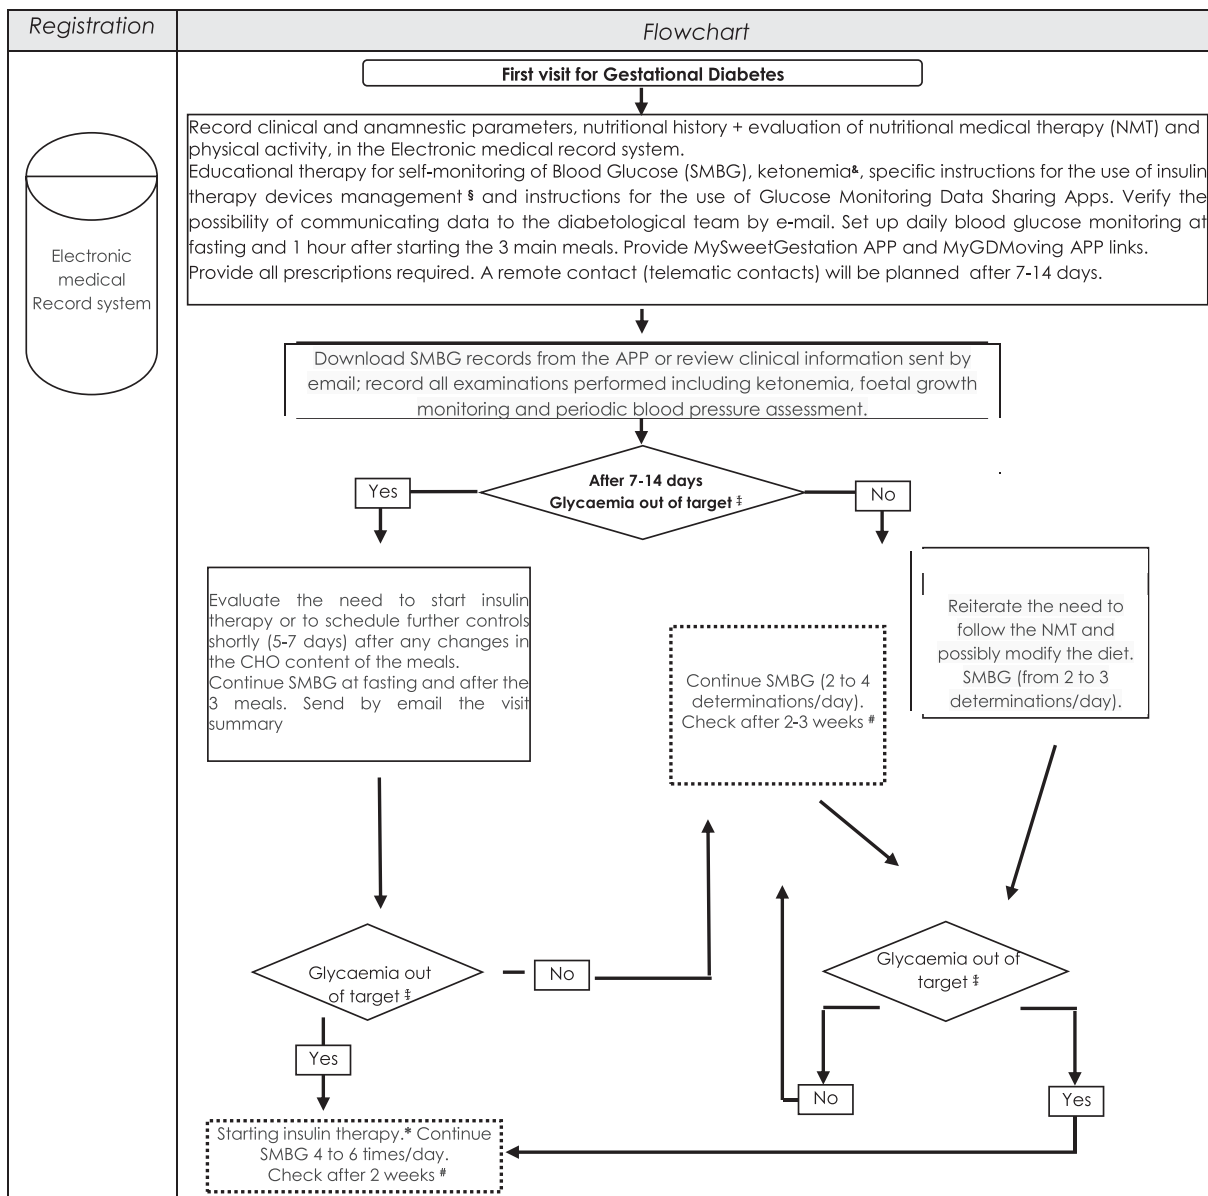 Registration
Flowchart
First visit for Gestational Diabetes
Record clinical and anamnestic parameters, nutritional history + evaluation of nutritional medical therapy (NMT) and
physical activity, in the Electronic medical record system.
Educational therapy for self-monitoring of Blood Glucose (SMBG), ketonemia&, specific instructions for the use of insulin
therapy devices management § and instructions for the use of Glucose Monitoring Data Sharing Apps. Verify the
possibility of communicating data to the diabetological team by e-mail. Set up daily blood glucose monitoring at
fasting and 1 hour after starting the 3 main meals. Provide MySweetGestation APP and MyGDMoving APP links.
Provide all prescriptions required. A remote contact (telematic contacts) will be planned after 7-14 days.
Electronic
medical
Record system
Download SMBG records from the APP or review clinical information sent by
email; record all examinations performed including ketonemia, foetal growth
monitoring and periodic blood pressure assessment.
After 7-14 days
Glycaemia out of target ‡
Yes
No
Evaluate the need to start insulin
therapy or to schedule further controls
shortly (5-7 days) after any changes in
the CHO content of the meals.
Continue SMBG at fasting and after the
3 meals. Send by email the visit
summary
Continue SMBG (2 to 4
determinations/day).
Check after 2-3 weeks #
Reiterate the need to
follow the NMT and
possibly modify the diet.
SMBG (from 2 to 3
determinations/day).
Glycaemia out
of target ‡
No
Glycaemia out of
target ‡
Yes
No
Yes
Starting insulin therapy.* Continue
SMBG 4 to 6 times/day.
Check after 2 weeks #